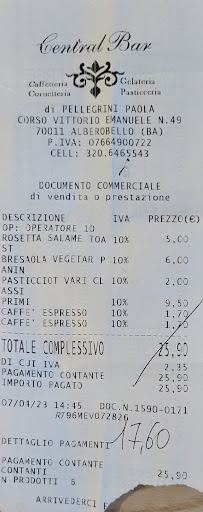 Central Bar
Caffetteria Gelateria
Cornetteria Pasticceria
di PELLEGRINI PAOLA
CORSO VITTORIO EMANUELE N.49
70011 ALBEROBELLO (BA)
P.IVA: 07664900722
CELL: 320.6465543
DOCUMENTO COMMERCIALE
di vendita o prestazione
DESCRIZIONE IVA PREZZO(€)
OP: OPERATORE 10
ROSETTA SALAME TOA 10% 5,00
ST
BRESAOLA VEGETAR P 10% 6,00
ANIN
PASTICCIOT VARI CL 10% 2,00
ASSI
PRIMI 10% 9,50
CAFFE' ESPRESSO 10% 1,70
CAFFE' ESPRESSO 10% 1,70
TOTALE COMPLESSIVO 25,90
DI CUI IVA 2,35
PAGAMENTO CONTANTE 25,90
IMPORTO PAGATO 25,90
07/04/23 14:45 DOC.N.1590-0171
R796MEV072826
17,60
DETTAGLIO PAGAMENTI
PAGAMENTO CONTANTE
CONTANTI 25,90
N PRODOTTI 6
ARRIVEDERCI E